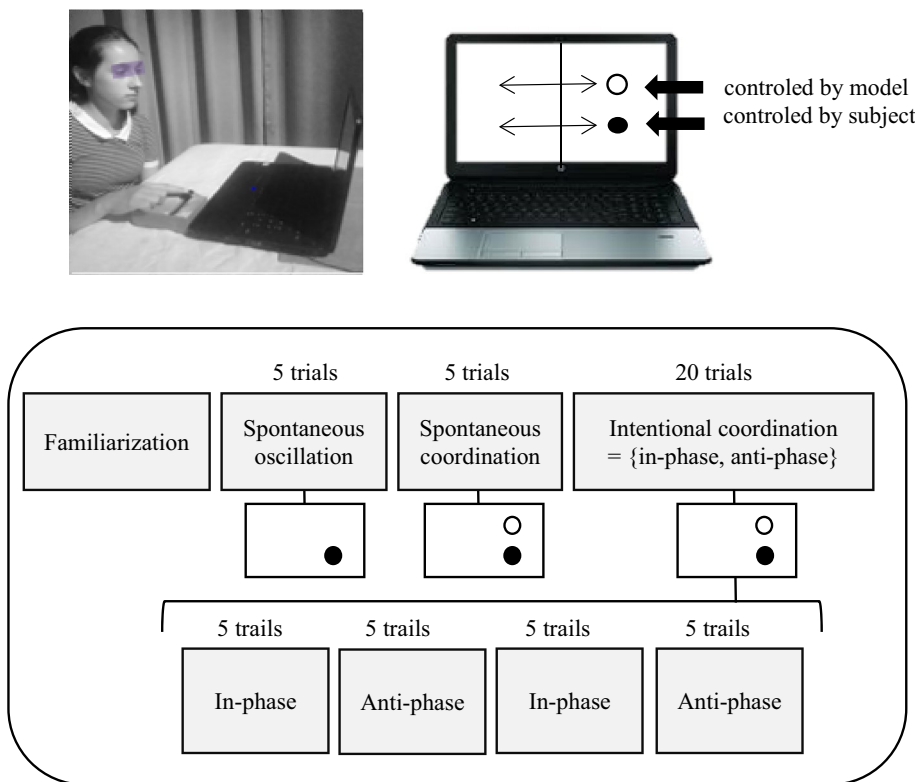 controled by model
controled by subject
5 trials
5 trials
20 trials
Familiarization
Spontaneous
oscillation
Spontaneous
coordination
Intentional coordination
= {in-phase, anti-phase}
5 trails
5 trails
5 trails
5 trails
In-phase
Anti-phase
In-phase
Anti-phase